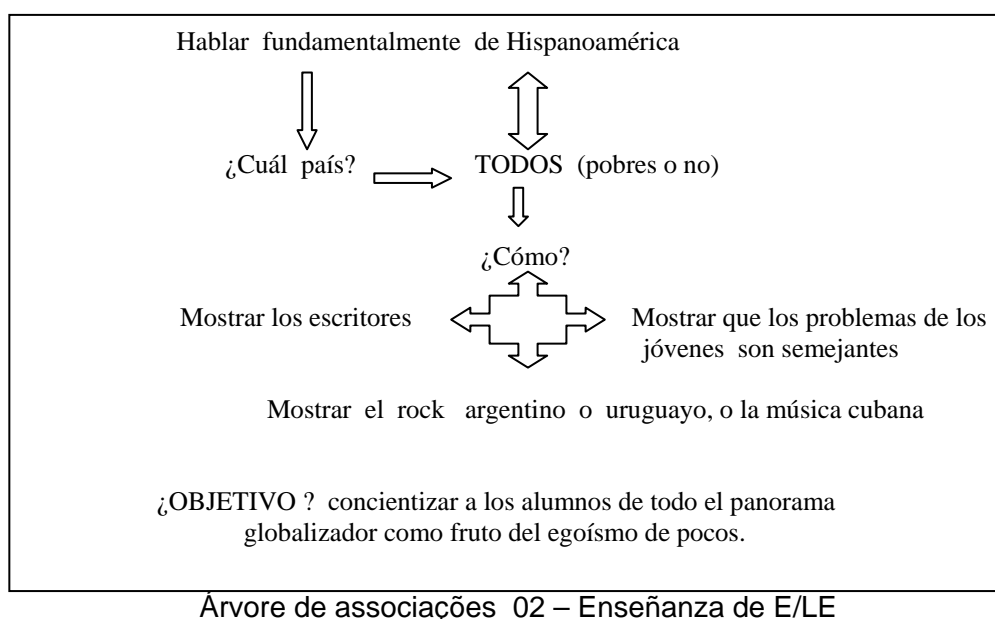 Hablar fundamentalmente de Hispanoamérica
¿Cuál país? TODOS (pobres o no)
¿Cómo?
Mostrar los escritores Mostrar que los problemas de los
jóvenes son semejantes
Mostrar el rock argentino o uruguayo, o la música cubana
¿OBJETIVO ? concientizar a los alumnos de todo el panorama
globalizador como fruto del egoísmo de pocos.
Árvore de associações 02 – Enseñanza de E/LE